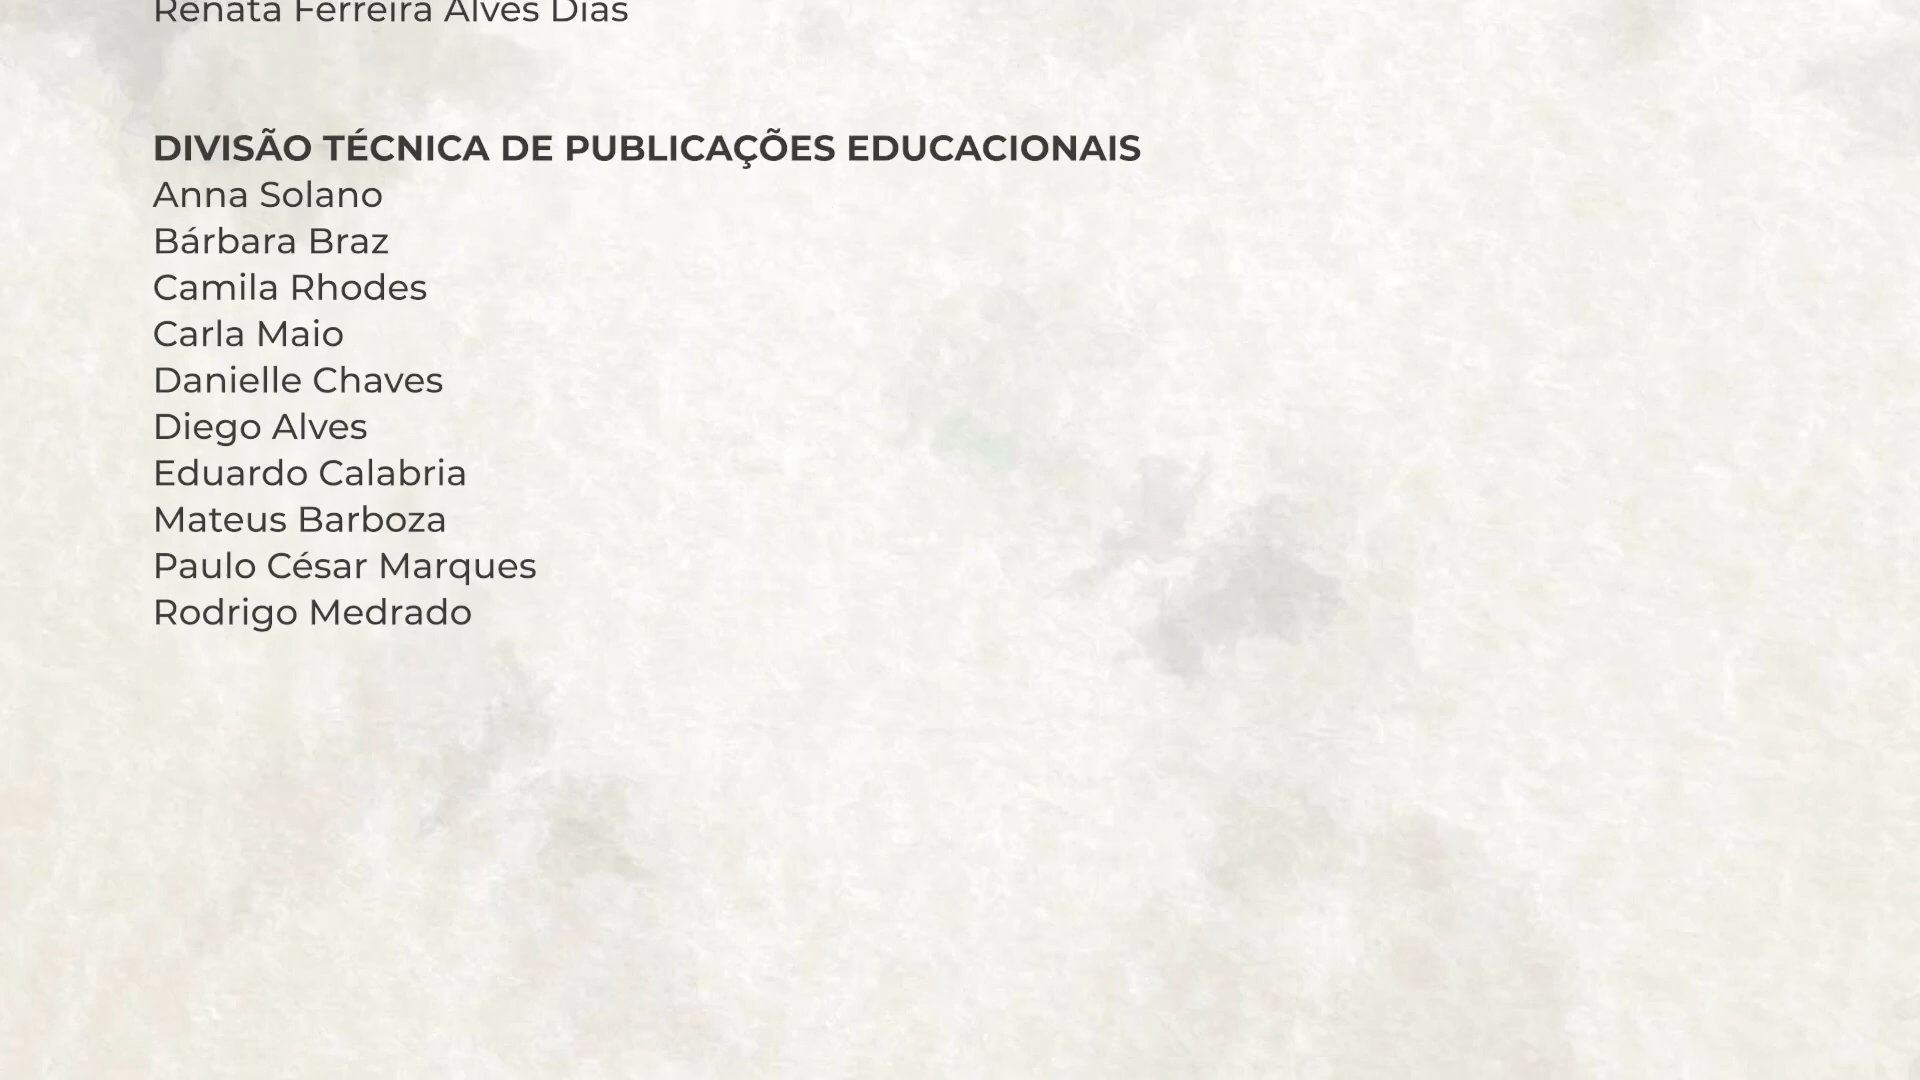 Renata Ferreira Alves Dias
DIVISÃO TÉCNICA DE PUBLICAÇÕES EDUCACIONAIS
Anna Solano
Bárbara Braz
Camila Rhodes
Carla Maio
Danielle Chaves
Diego Alves
Eduardo Calabria
Mateus Barboza
Paulo César Marques
Rodrigo Medrado